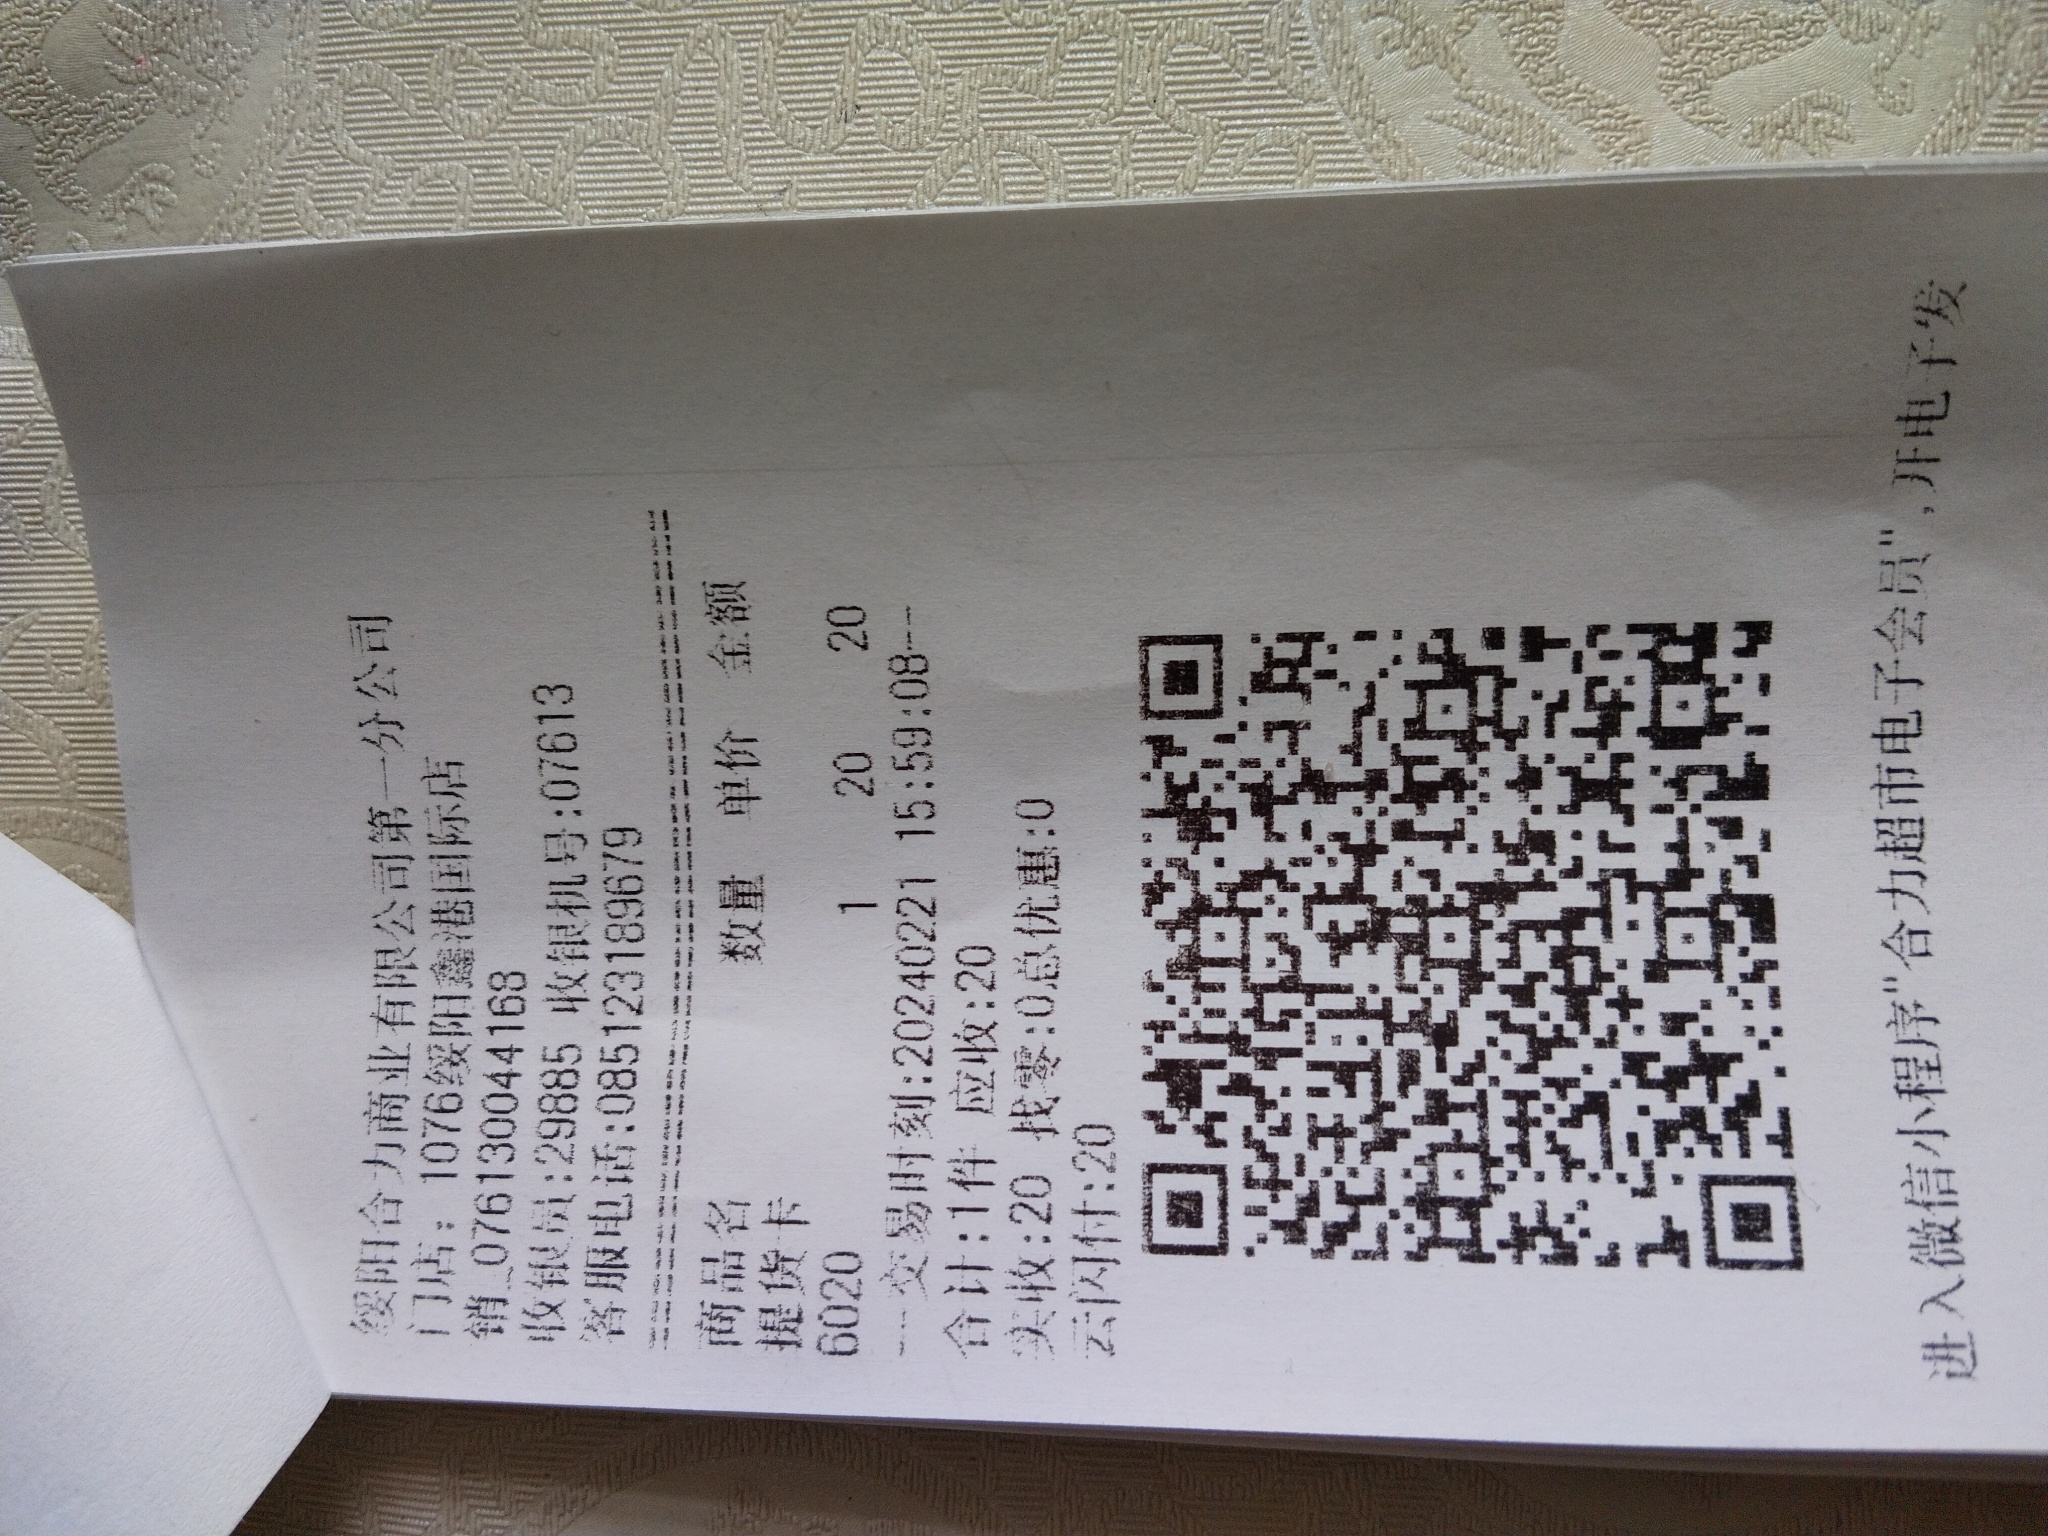 绥阳合力商业有限公司第一分公司
门店: 1076绥阳鑫港国际店
销_0761300044168
收银员:29885 收银机号:07613
客服电话:085123189679
商品名 数量 单价 金额
提货卡
6020 1 20 20
---交易时刻:20240221 15:59:08--
合计:1件 应收:20
实收:20 找零:0总优惠:0
云闪付:20
进入微信小程序"合力超市电子会员",开电子发